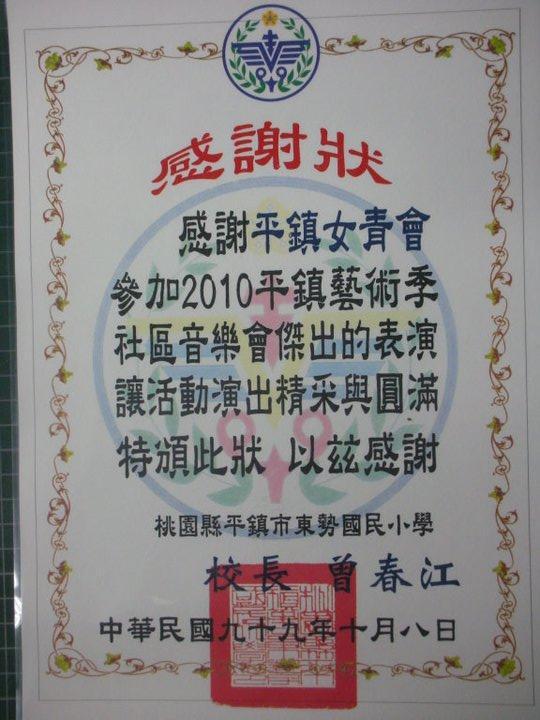 感謝狀
感謝平鎮女青會
參加2010平鎮藝術季
社區音樂會傑出的表演
讓活動演出精采與圓滿
特頒此狀 以茲感謝
桃園縣平鎮市東勢國民小學
校長 曾春江
中華民國九十九年十月八日